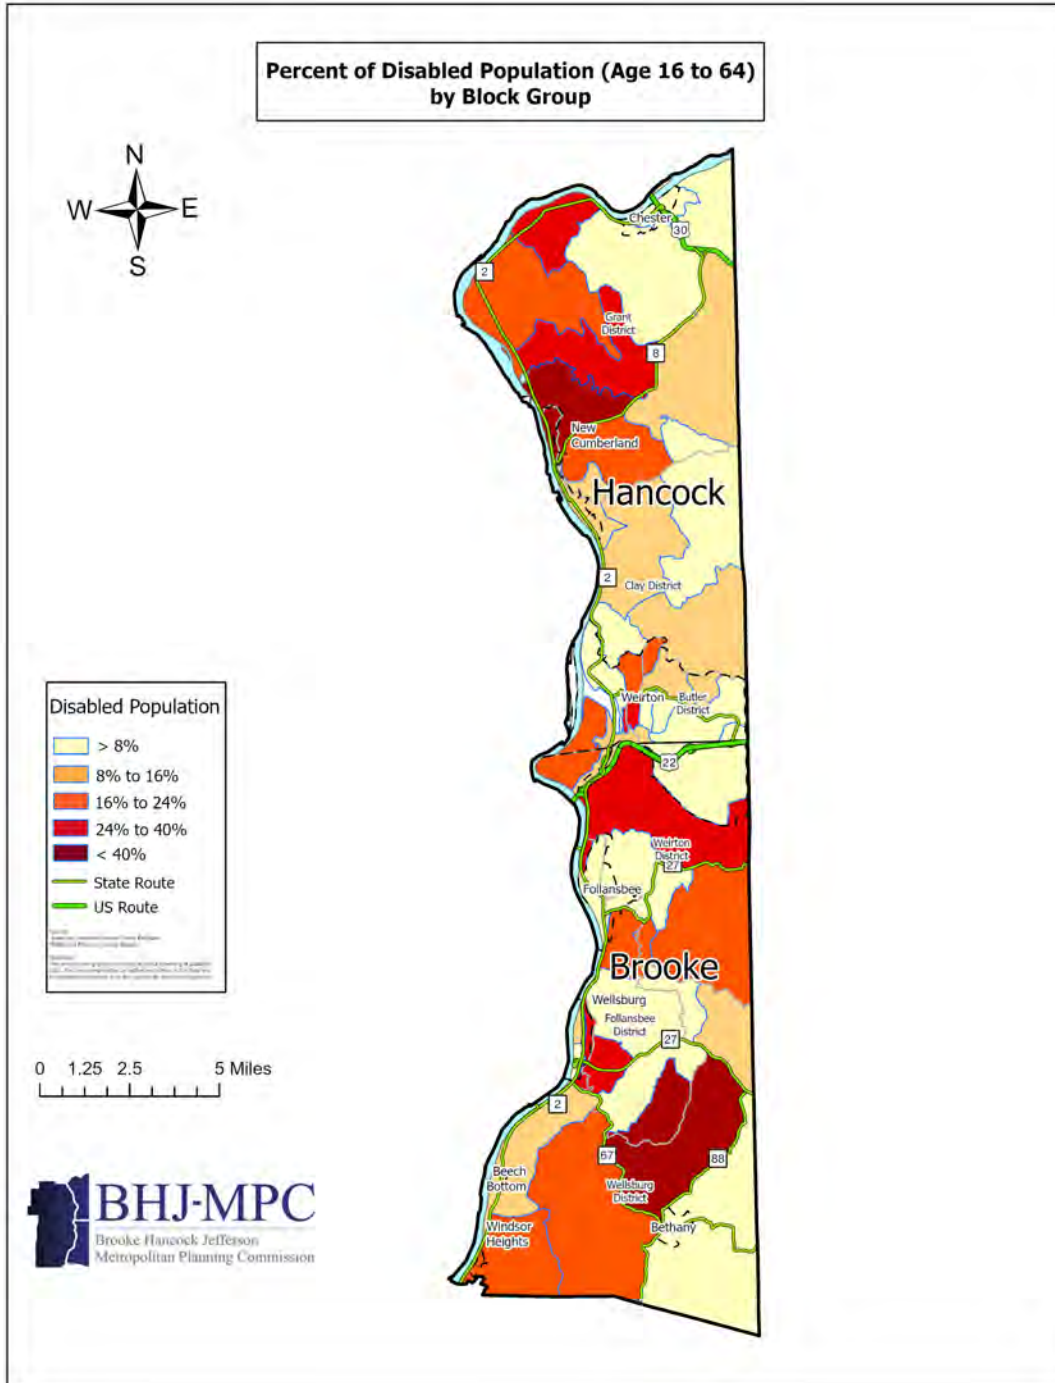 Percent of Disabled Population (Age 16 to 64)
by Block Group
N
W
E
S
Chester
30
2
Grant
District
8
New
Cumberland
Hancock
2
Clay District
Weirton
Butler
District
22
Weirton
District
27
Follansbee
Brooke
Wellsburg
Follansbee
District
27
2
67
88
Beech
Bottom
Wellsburg
District
Windsor
Heights
Bethany
Disabled Population
> 8%
8% to 16%
16% to 24%
24% to 40%
< 40%
State Route
US Route
0 1.25 2.5 5 Miles
BHJ-MPC
Brooke Hancock Jefferson
Metropolitan Planning Commission